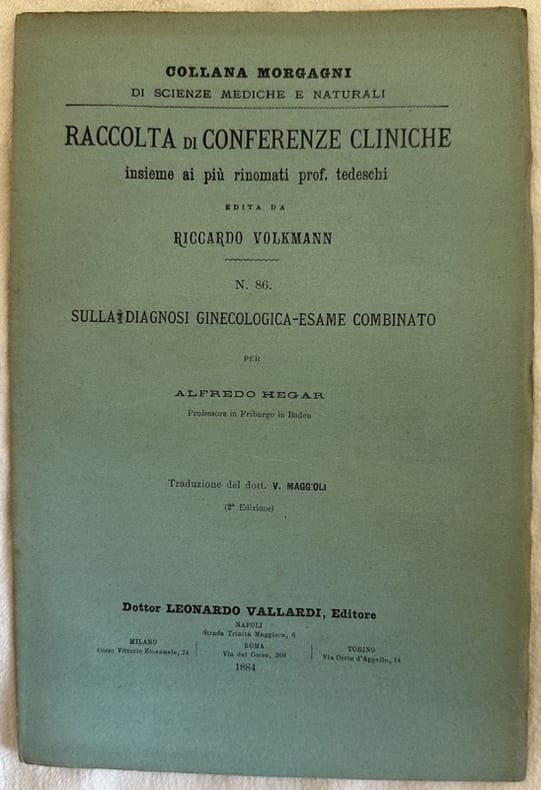 COLLANA MORGAGNI
DI SCIENZE MEDICHE E NATURALI
RACCOLTA DI CONFERENZE CLINICHE
insieme ai più rinomati prof. tedeschi
EDITA DA
RICCARDO VOLKMANN
N. 86.
SULLA DIAGNOSI GINECOLOGICA-ESAME COMBINATO
PER
ALFREDO HEGAR
Professore in Friburgo in Baden
Traduzione del dott. V. MAGG'OLI
(2ª Edizione)
Dottor LEONARDO VALLARDI, Editore
NAPOLI
Strada Trinità Maggiore, 6
MILANO
Corso Vittorio Emanuele, 24
ROMA
Via del Corso, 269
TORINO
Via Corte d'Appello, 14
1884